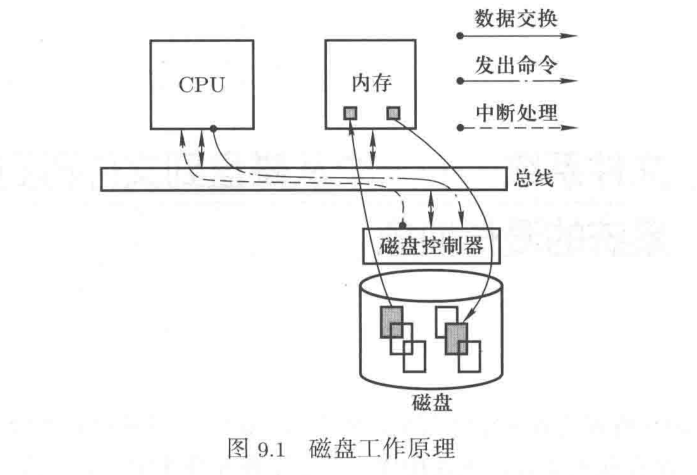 数据交换
发出命令
中断处理
CPU
内存
总线
磁盘控制器
磁盘
图 9.1 磁盘工作原理